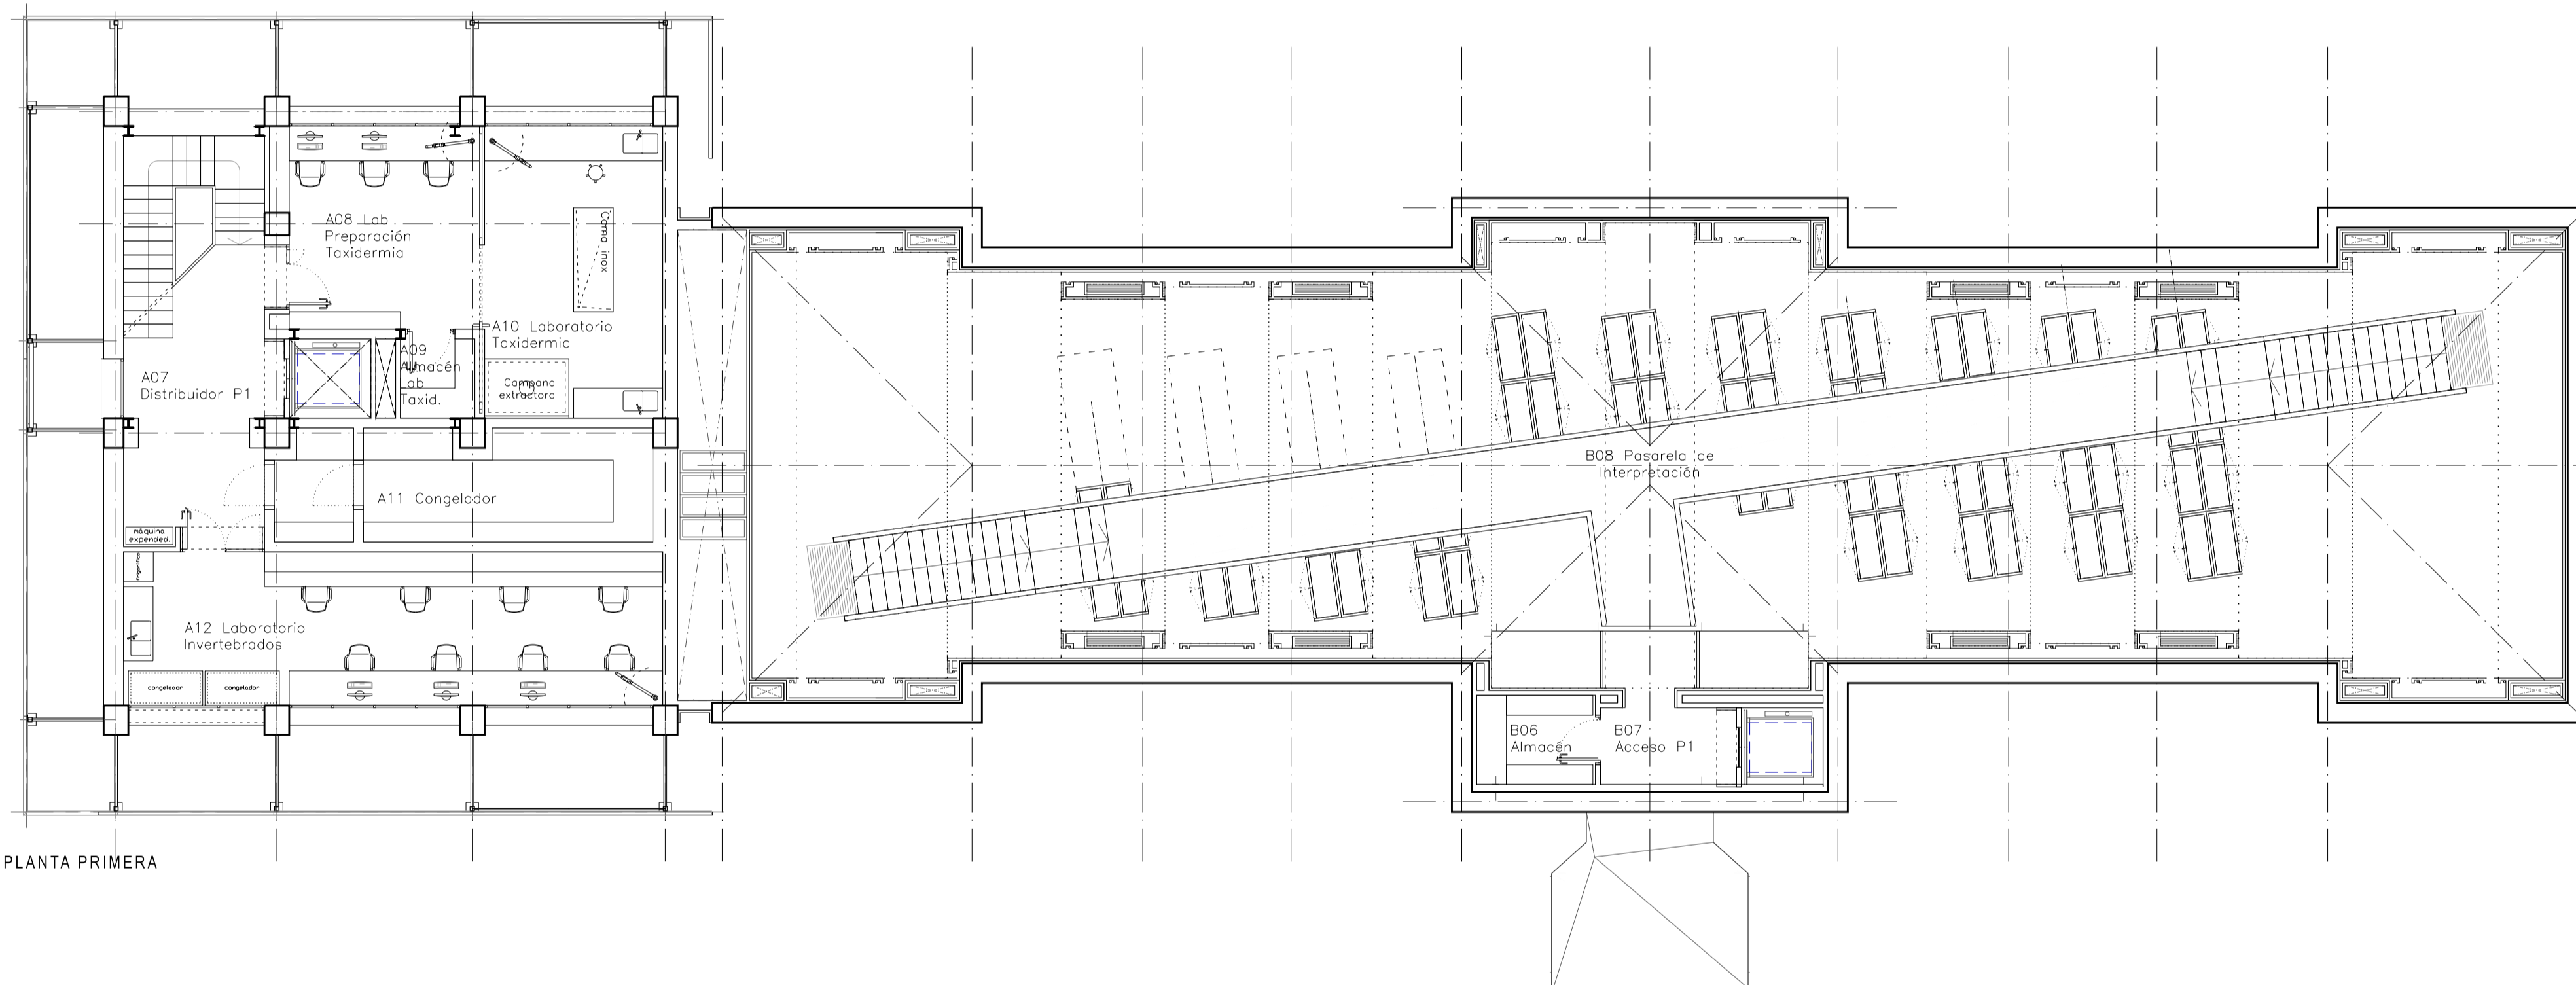 A08 Lab
Preparación
Taxidermia
Cama inox
A10 Laboratorio
Taxidermia
A09
Almacén
Lab
Taxid.
Campana
extractora
A07
Distribuidor P1
A11 Congelador
máquina
expended.
frigorífico
A12 Laboratorio
Invertebrados
congelador
congelador
B08 Pasarela de
Interpretación
B06
Almacén
B07
Acceso P1
PLANTA PRIMERA